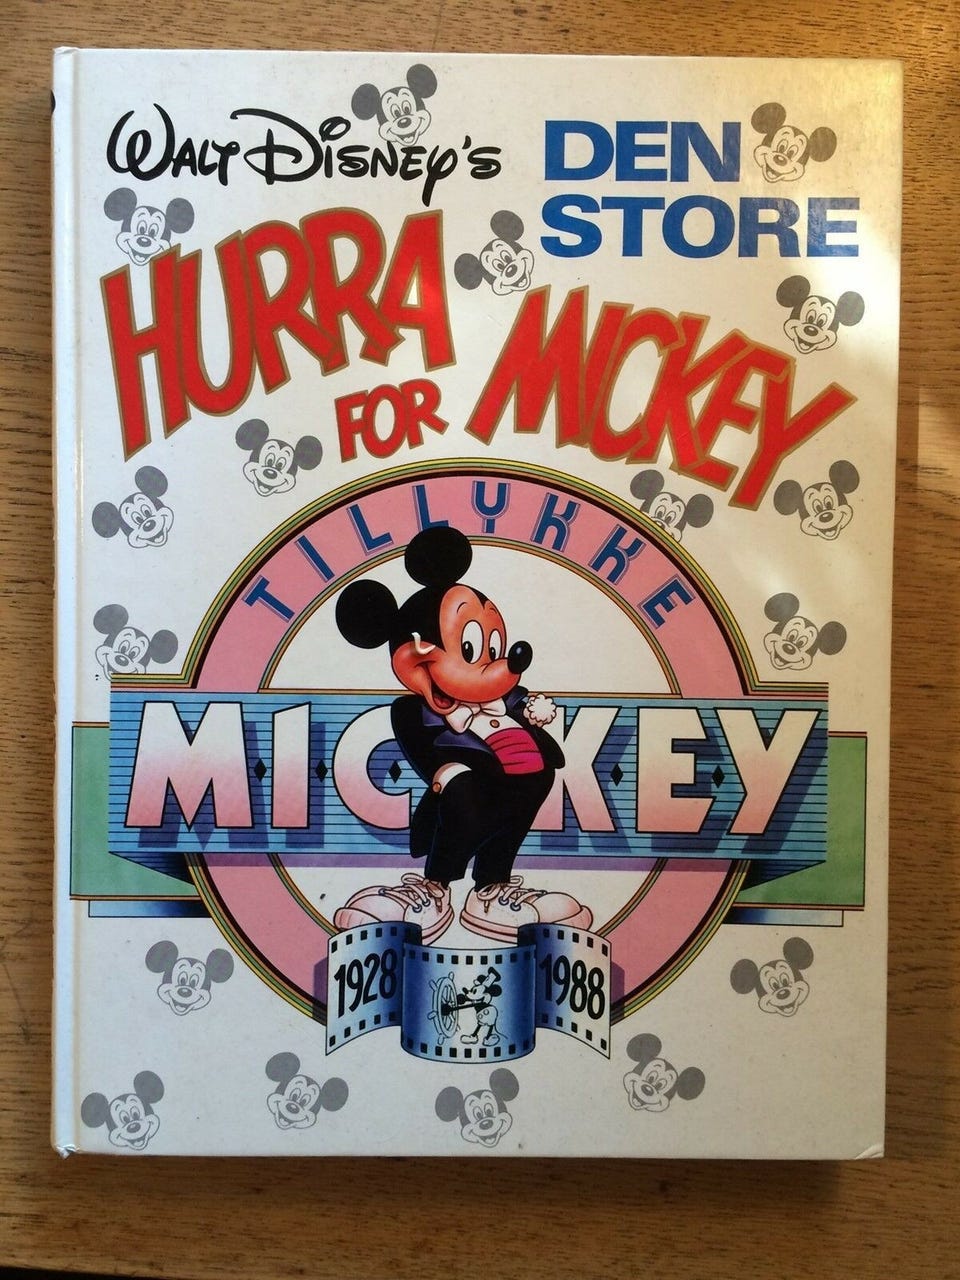 WALT DISNEY'S
DEN
STORE
HURRA
FOR
MICKEY
TILLYKKE
MICKEY
1928 1988